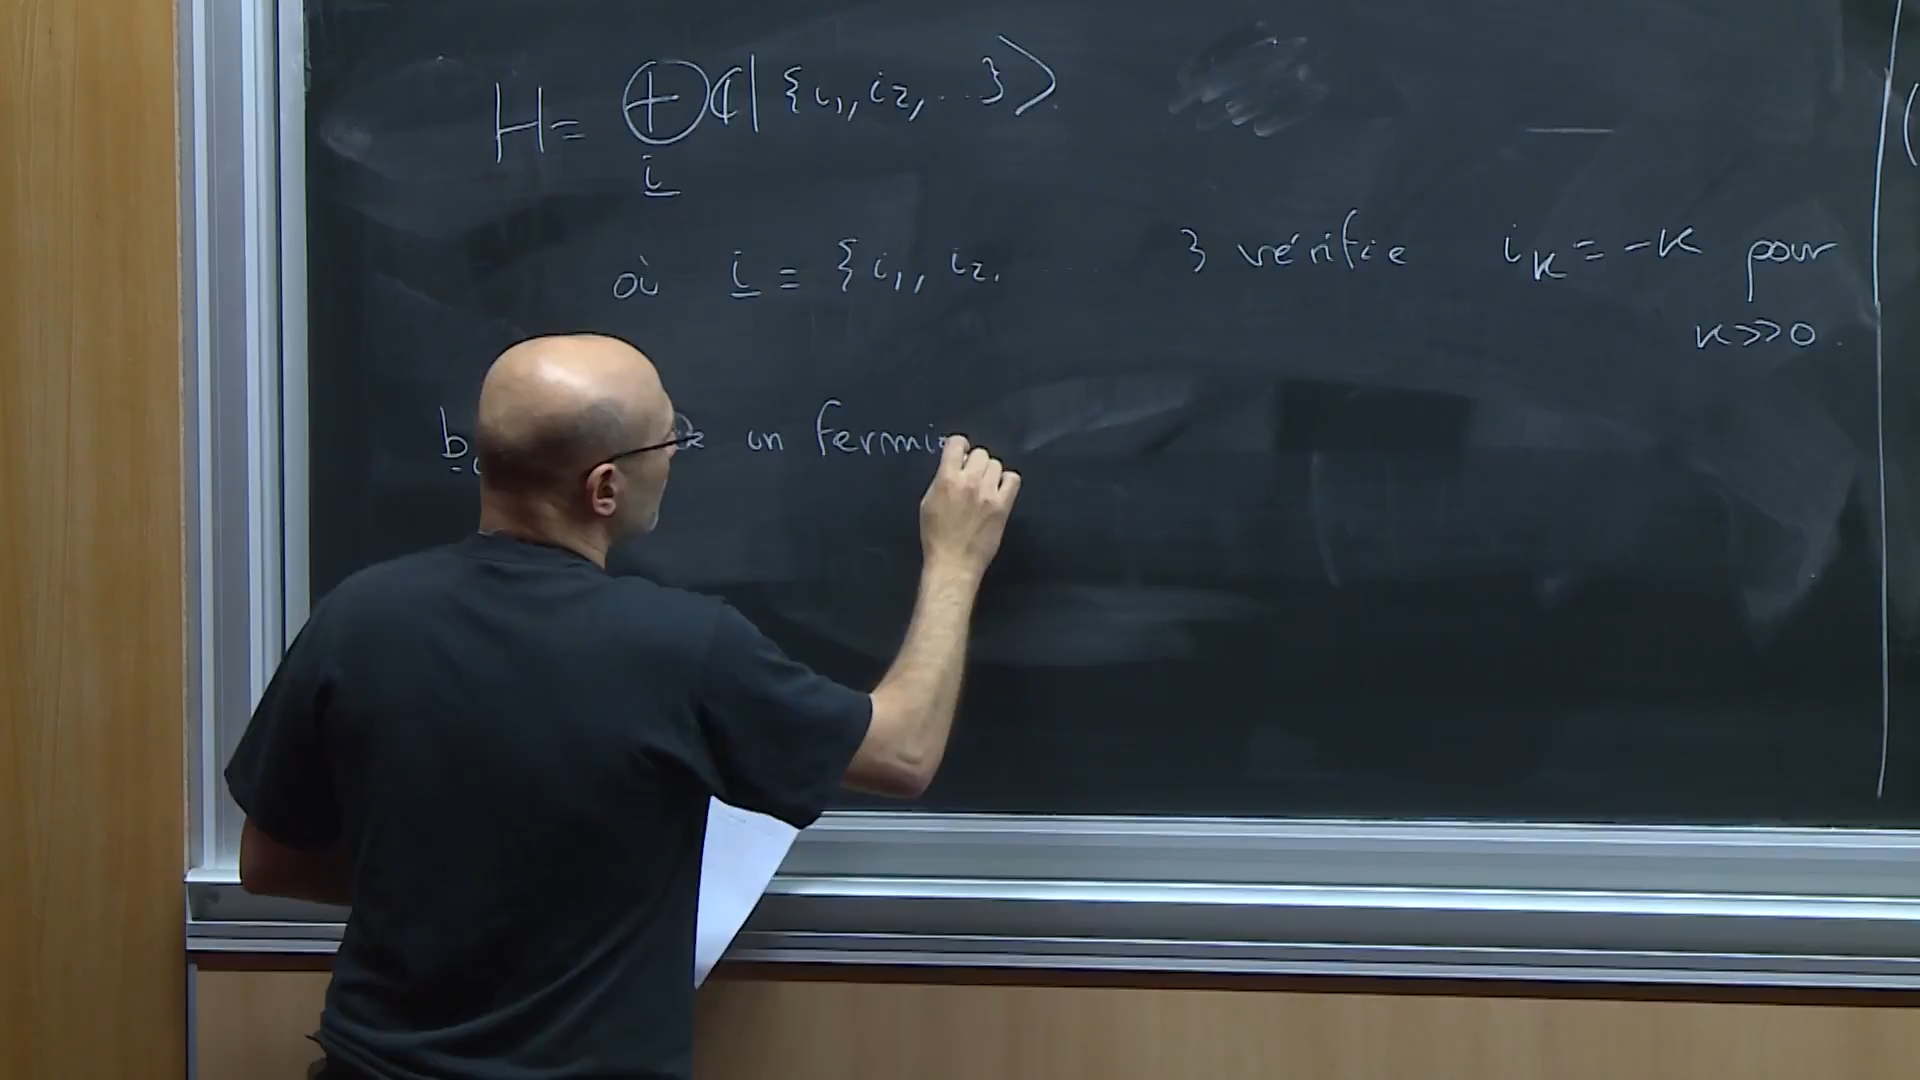 H = ⊕ ℂ| {i₁, i₂, ...}⟩
i
où i ≡ {i₁, i₂, ... } vérifie i_K = -K pour
K>>0.
b un fermi